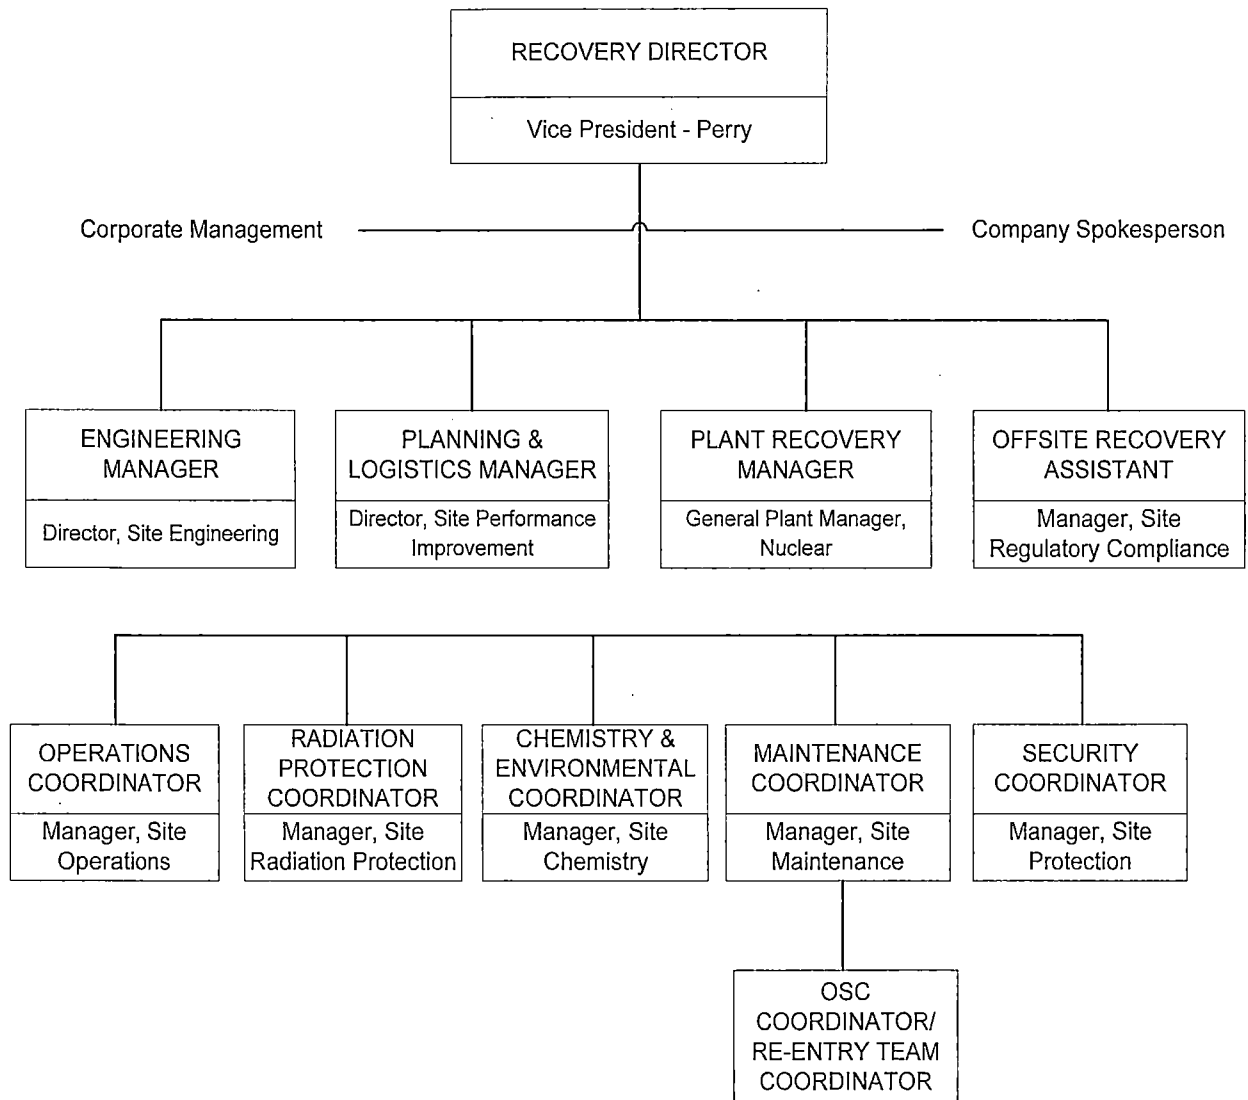 RECOVERY DIRECTOR
Vice President - Perry
Corporate Management
Company Spokesperson
ENGINEERING
MANAGER
Director, Site Engineering
PLANNING &
LOGISTICS MANAGER
Director, Site Performance
Improvement
PLANT RECOVERY
MANAGER
General Plant Manager,
Nuclear
OFFSITE RECOVERY
ASSISTANT
Manager, Site
Regulatory Compliance
OPERATIONS
COORDINATOR
Manager, Site
Operations
RADIATION
PROTECTION
COORDINATOR
Manager, Site
Radiation Protection
CHEMISTRY &
ENVIRONMENTAL
COORDINATOR
Manager, Site
Chemistry
MAINTENANCE
COORDINATOR
Manager, Site
Maintenance
SECURITY
COORDINATOR
Manager, Site
Protection
OSC
COORDINATOR/
RE-ENTRY TEAM
COORDINATOR